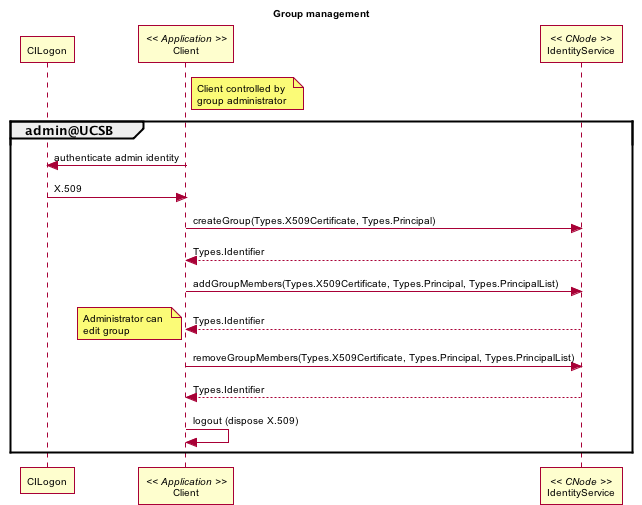 Group management
CILogon
<< Application >>
Client
<< CNode >>
IdentityService
Client controlled by
group administrator
admin@UCSB
authenticate admin identity
X.509
createGroup(Types.X509Certificate, Types.Principal)
Types.Identifier
addGroupMembers(Types.X509Certificate, Types.Principal, Types.PrincipalList)
Administrator can
edit group
Types.Identifier
removeGroupMembers(Types.X509Certificate, Types.Principal, Types.PrincipalList)
Types.Identifier
logout (dispose X.509)
CILogon
<< Application >>
Client
<< CNode >>
IdentityService